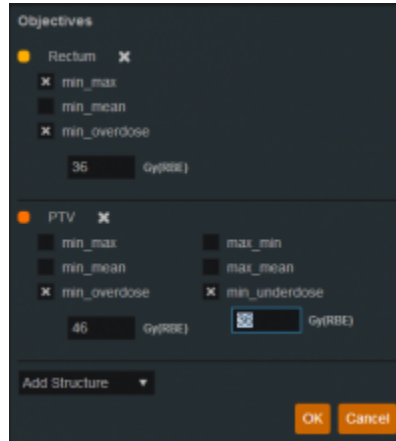 Objectives
Rectum
min_max
min_mean
min_overdose
36 Gy(RBE)
PTV
min_max max_min
min_mean max_mean
min_overdose min_underdose
46 Gy(RBE) Gy(RBE)
Add Structure
OK Cancel